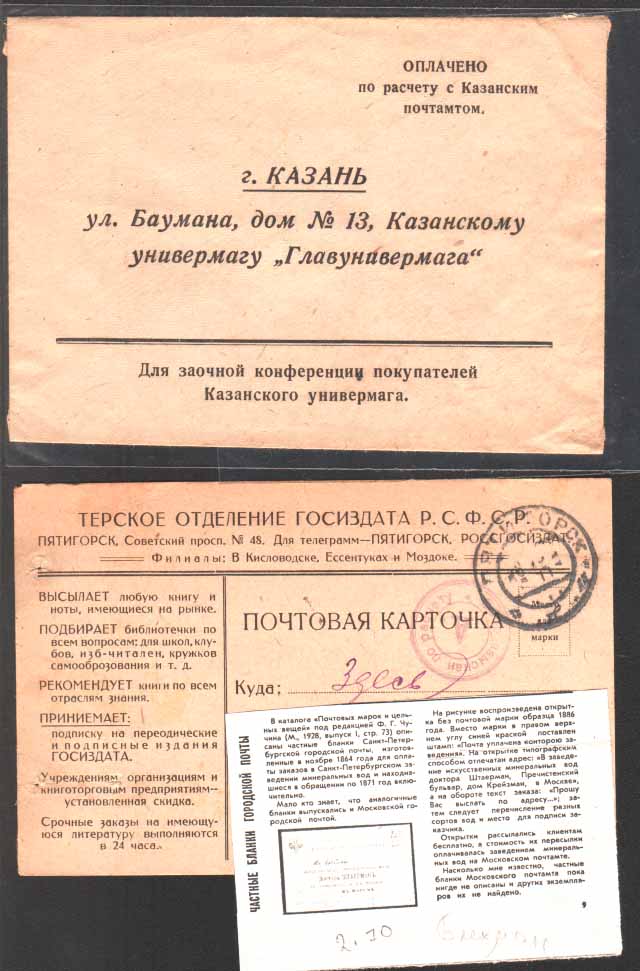 ОПЛАЧЕНО
по расчету с Казанским
почтамтом.
г. КАЗАНЬ
ул. Баумана, дом № 13, Казанскому
универмагу „Главунивермага“
Для заочной конференции покупателей
Казанского универмага.
ТЕРСКОЕ ОТДЕЛЕНИЕ ГОСИЗДАТА Р. С. Ф. С. Р.
ПЯТИГОРСК, Советский просп. № 48. Для телеграмм—ПЯТИГОРСК, РОСГОСИЗДАТ
Филиалы: В Кисловодске, Ессентуках и Моздоке.
ПЯТИГОРСК
ВЫСЫЛАЕТ любую книгу и
ноты, имеющиеся на рынке.
ПОДБИРАЕТ библиотечки по
всем вопросам: для школ, клу-
бов, изб-читален, кружков
самообразования и т. д.
РЕКОМЕНДУЕТ книги по всем
отраслям знания.
ПРИНИЕМАЕТ:
подписку на переодические
и подписные издания
ГОСИЗДАТА.
Учреждениям, организациям и
книготорговым предприятиям—
установленная скидка.
Срочные заказы на имеющу-
юся литературу выполняются
в 24 часа.
ПОЧТОВАЯ КАРТОЧКА
марки
Куда: Здесь
ЧАСТНЫЕ БЛАНКИ ГОРОДСКОЙ ПОЧТЫ
В каталоге «Почтовых марок и цель-
ных вещей» под редакцией Ф. Г. Чу-
чина (М., 1928, выпуск I, стр. 73) опи-
саны частные бланки Санкт-Петер-
бургской городской почты, изготов-
ленные в ноябре 1864 года для опла-
ты заказов в Санкт-Петербургском за-
ведении минеральных вод и находив-
шиеся в обращении по 1871 год вклю-
чительно.
Мало кто знает, что аналогичные
бланки выпускались и Московской го-
родской почтой.
На рисунке воспроизведена открыт-
ка без почтовой марки образца 1886
года. Вместо марки в правом верх-
нем углу синей краской поставлен
штамп: «Почта уплачена конторою за-
ведения». На открытке типографским
способом отпечатан адрес: «В заведе-
ние искусственных минеральных вод
доктора Штаерман, Пречистенский
бульвар, дом Крейзман, в Москве»,
а на обороте текст заказа: «Прошу
Вас выслать по адресу...»; за-
тем следует перечисление разных
сортов вод и место для подписи за-
казчика.
Открытки рассылались клиентам
бесплатно, а стоимость их пересылки
оплачивалась заведением минераль-
ных вод на Московском почтамте.
Насколько мне известно, частные
бланки Московского почтамта пока
нигде не описаны и других экземпля-
ров их не найдено.
9
2.70